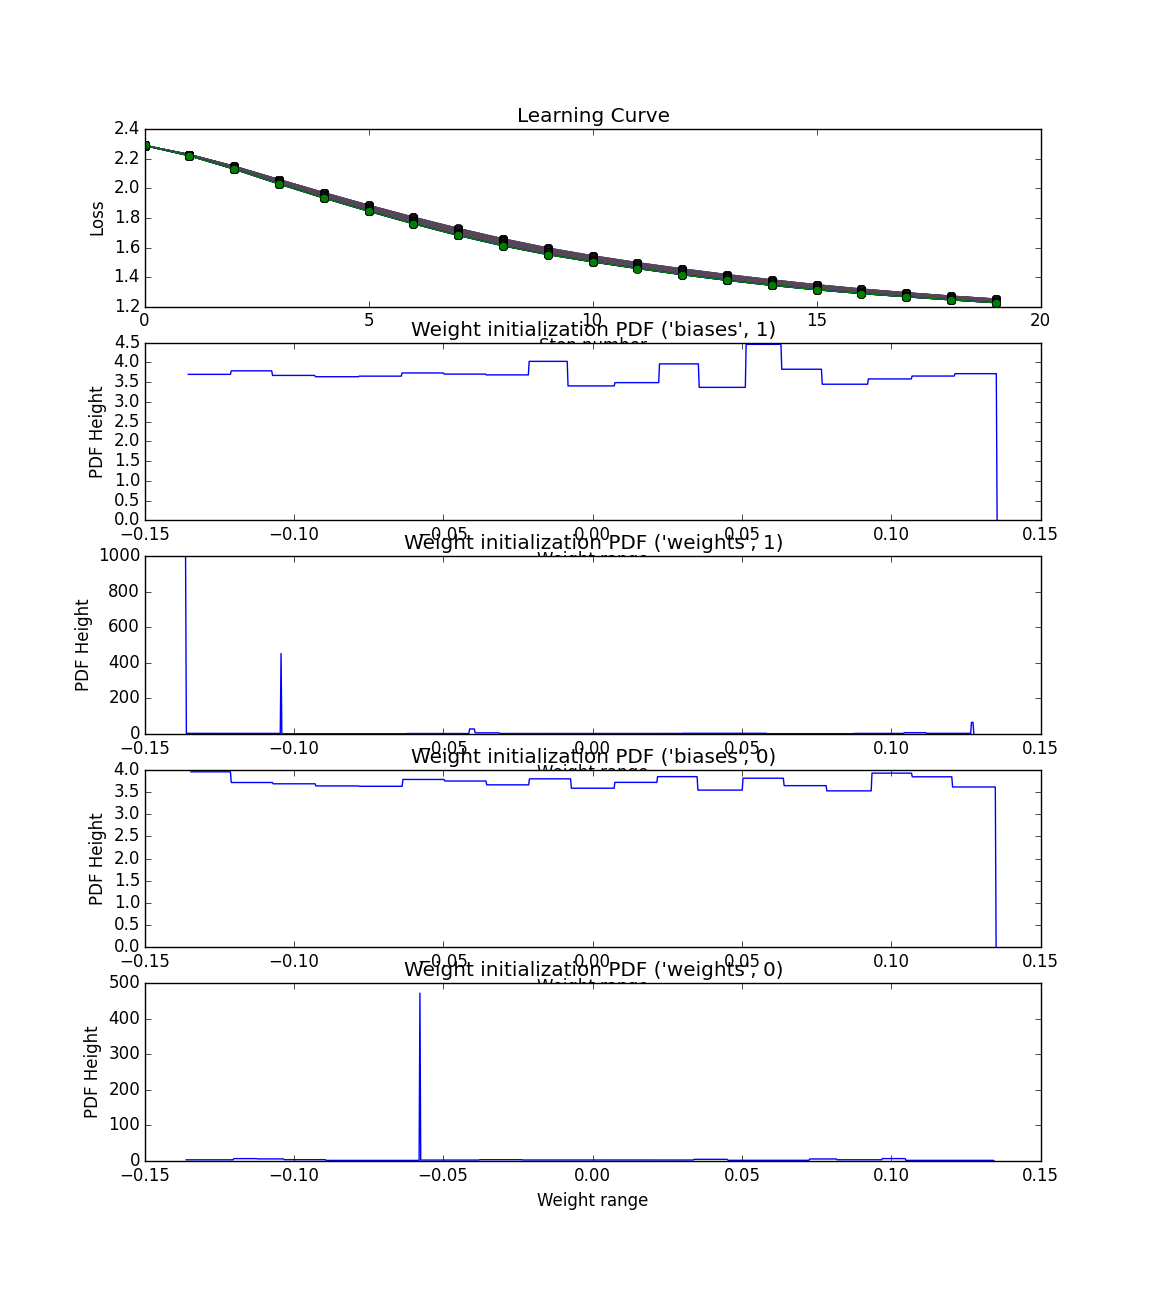 Learning Curve
2.4
2.2
2.0
1.8
1.6
1.4
1.2
Loss
0 5 10 15 20
Step number
Weight initialization PDF ('biases', 1)
4.5
4.0
3.5
3.0
2.5
2.0
1.5
1.0
0.5
0.0
PDF Height
−0.15 −0.10 −0.05 0.00 0.05 0.10 0.15
Weight range
Weight initialization PDF ('weights', 1)
1000
800
600
400
200
0
PDF Height
−0.15 −0.10 −0.05 0.00 0.05 0.10 0.15
Weight range
Weight initialization PDF ('biases', 0)
4.0
3.5
3.0
2.5
2.0
1.5
1.0
0.5
0.0
PDF Height
−0.15 −0.10 −0.05 0.00 0.05 0.10 0.15
Weight range
Weight initialization PDF ('weights', 0)
500
400
300
200
100
0
PDF Height
−0.15 −0.10 −0.05 0.00 0.05 0.10 0.15
Weight range